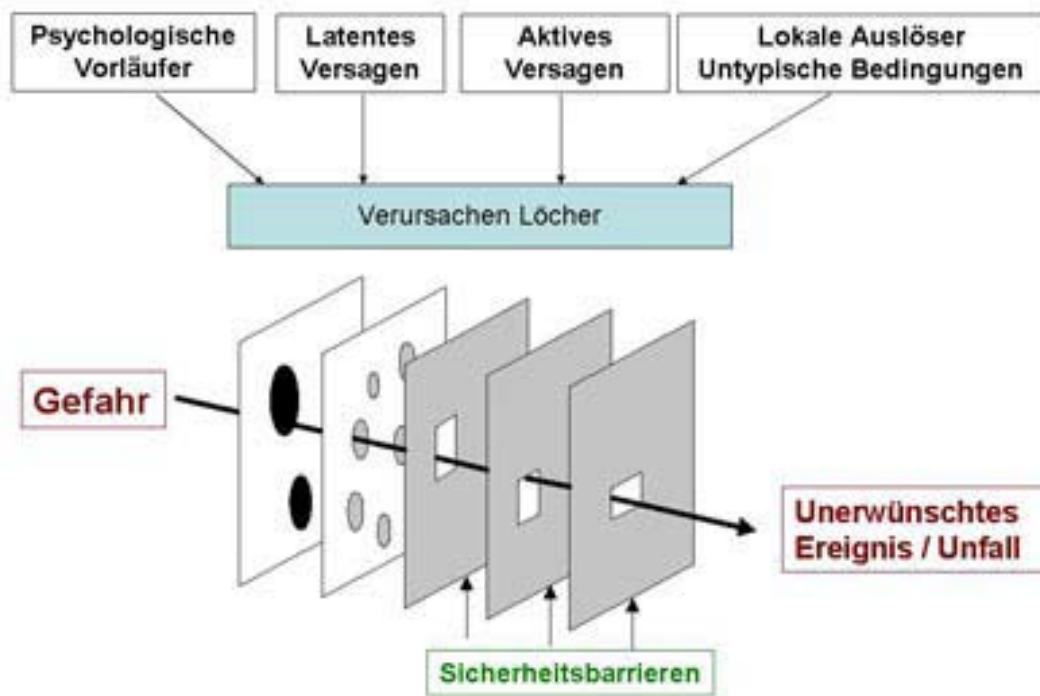 Psychologische
Vorläufer
Latentes
Versagen
Aktives
Versagen
Lokale Auslöser
Untypische Bedingungen
Verursachen Löcher
Gefahr
Unerwünschtes
Ereignis / Unfall
Sicherheitsbarrieren